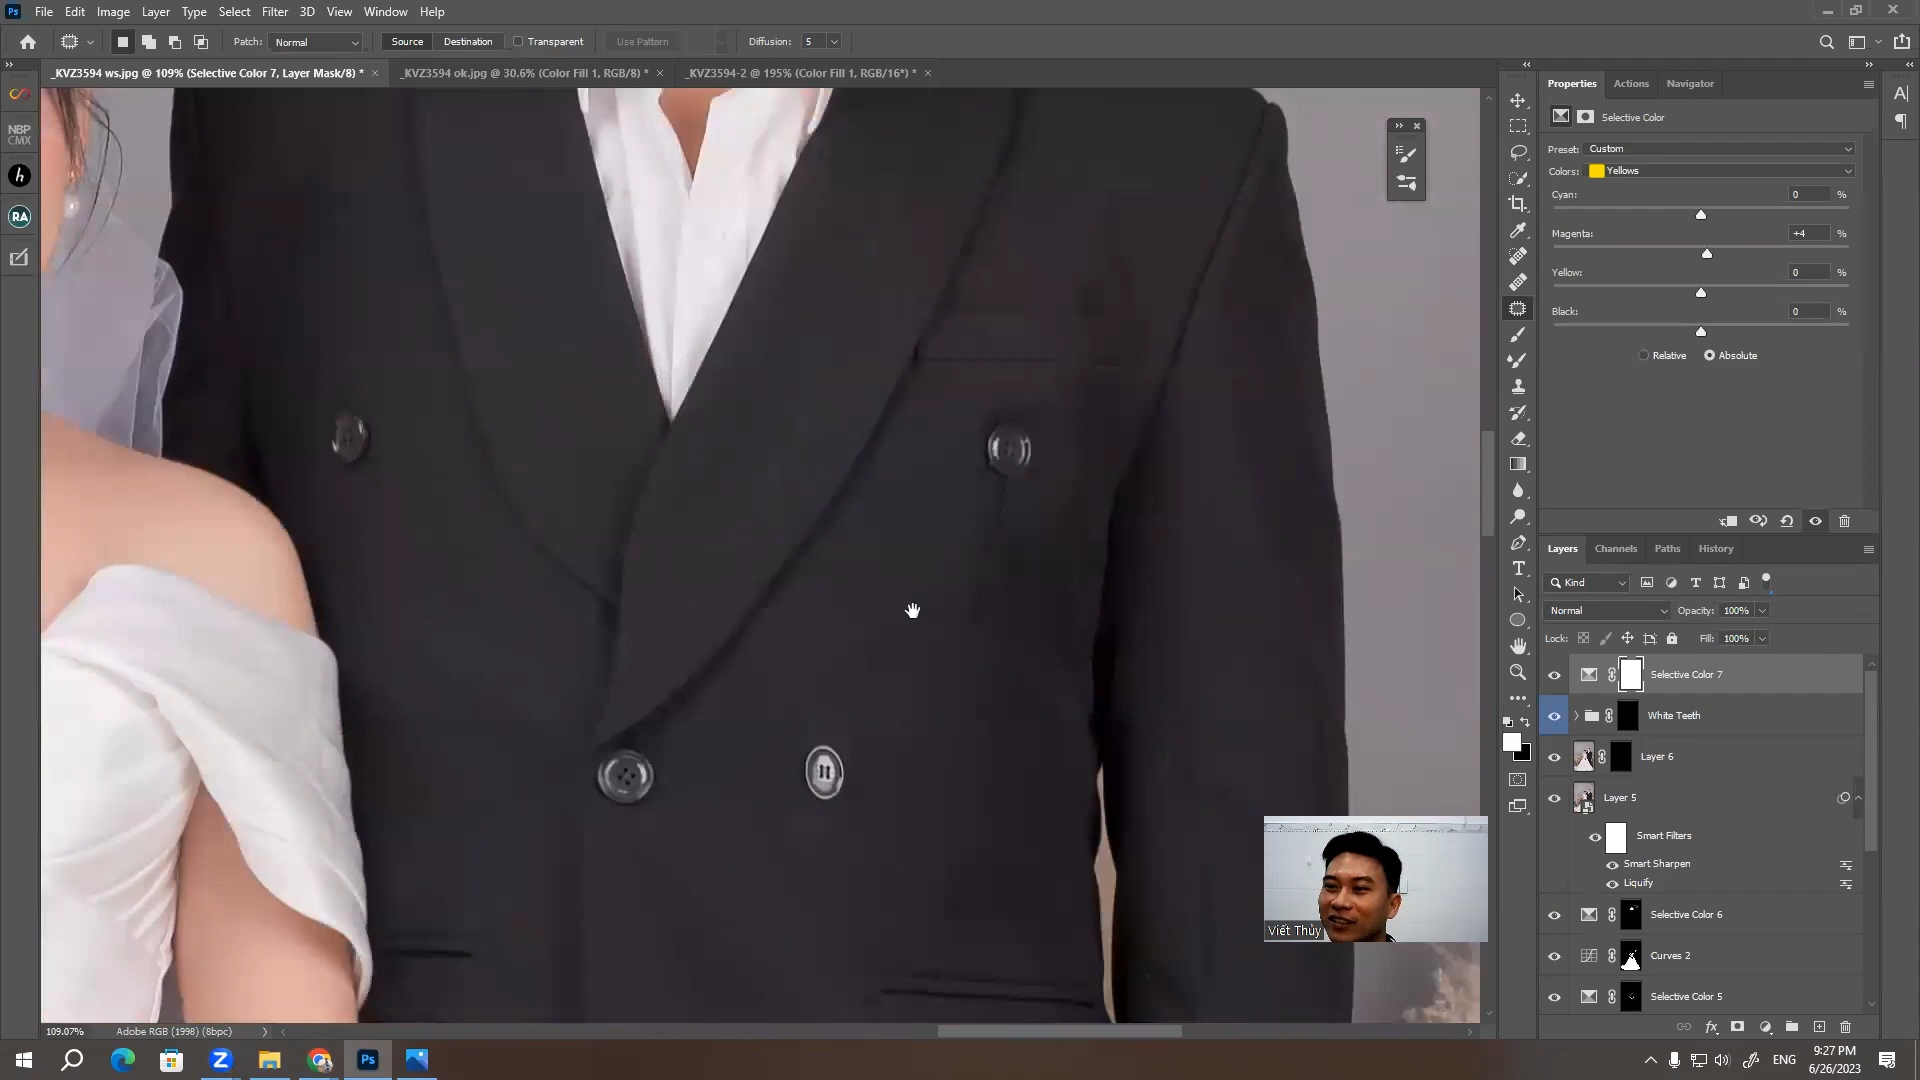 Ps File Edit Image Layer Type Select Filter 3D View Window Help
Patch: Normal Source Destination Transparent Use Pattern Diffusion: 5
_KVZ3594 ws.jpg @ 109% (Selective Color 7, Layer Mask/8) * _KVZ3594 ok.jpg @ 30.6% (Color Fill 1, RGB/8) * _KVZ3594-2 @ 195% (Color Fill 1, RGB/16*) *
NBP
CMX
h
RA
Properties Actions Navigator
Selective Color
Preset: Custom
Colors: Yellows
Cyan: 0 %
Magenta: +4 %
Yellow: 0 %
Black: 0 %
Relative Absolute
Layers Channels Paths History
Kind
Normal Opacity: 100%
Lock: Fill: 100%
Selective Color 7
White Teeth
Layer 6
Layer 5
Smart Filters
Smart Sharpen
Liquify
Selective Color 6
Curves 2
Selective Color 5
Viết Thủy
109.07% Adobe RGB (1998) (8bpc)
Ps
ENG
9:27 PM
6/26/2023